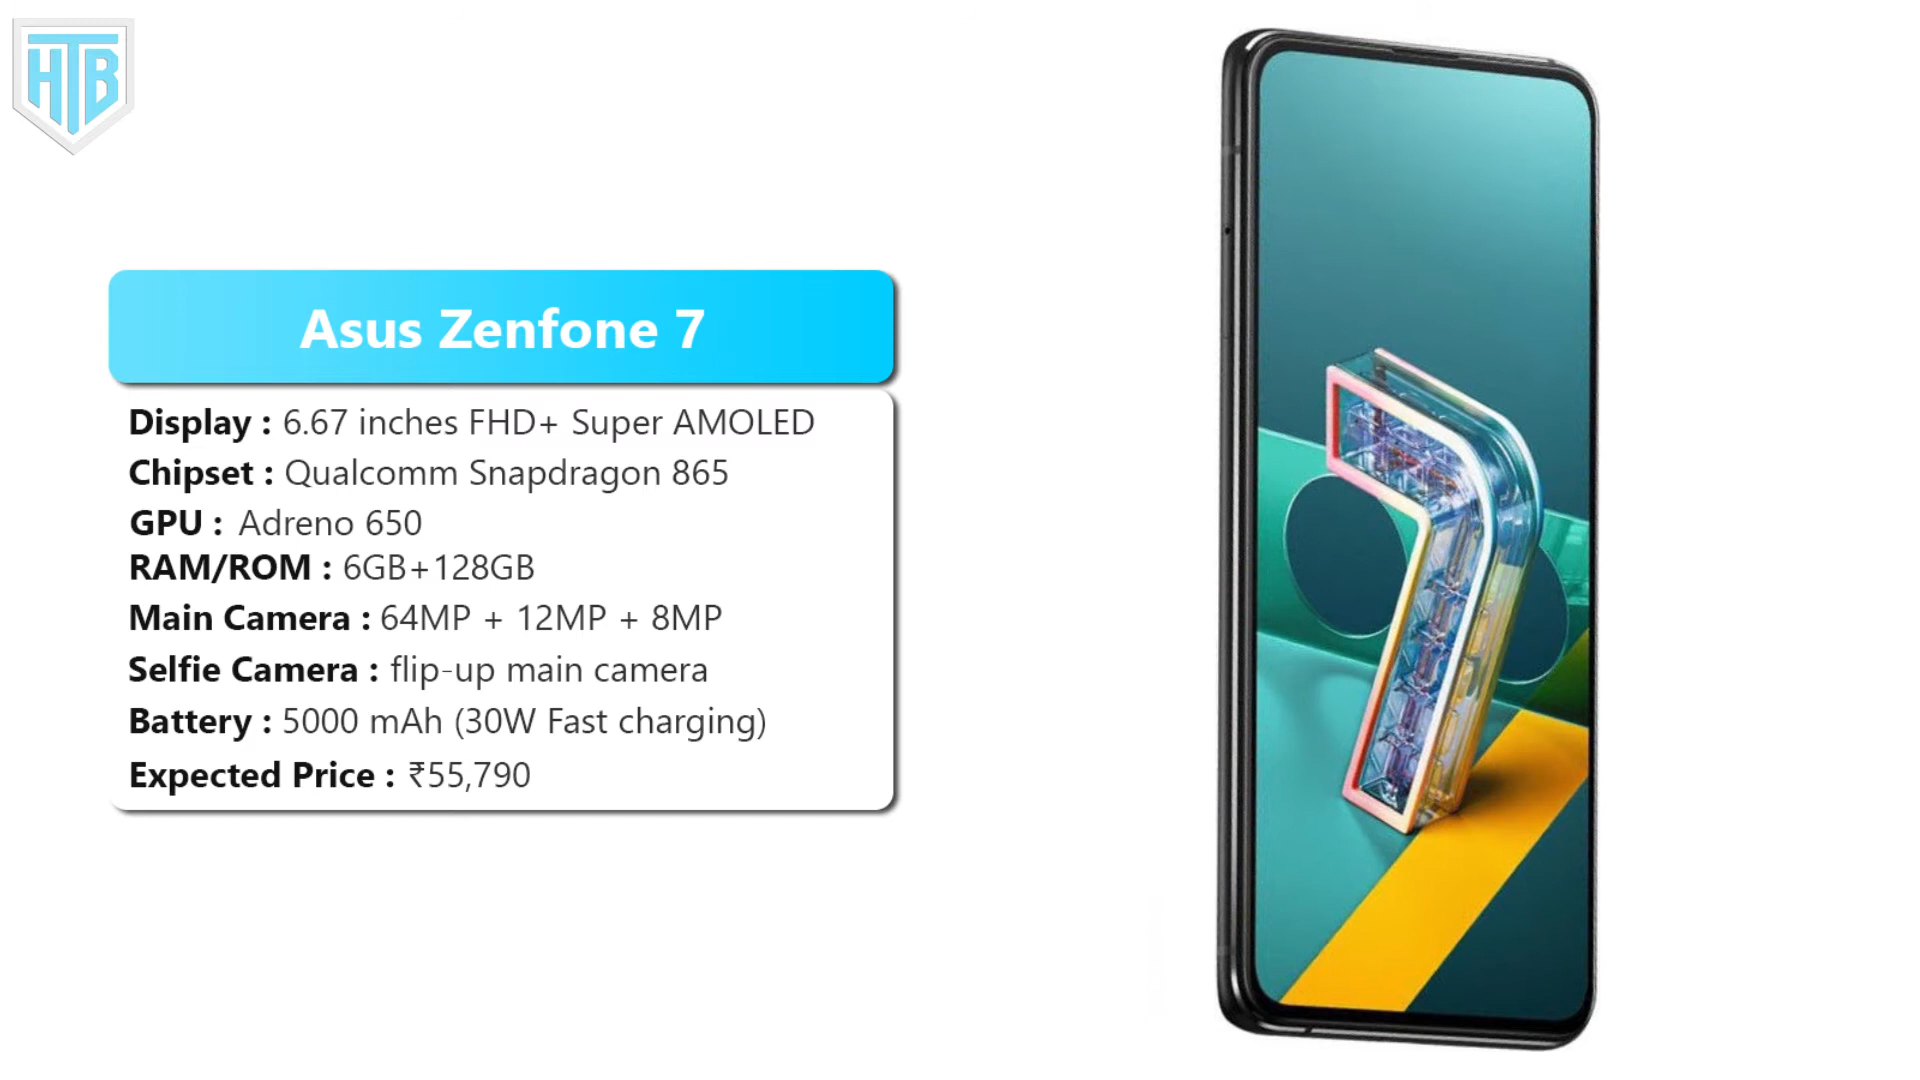 HTB
Asus Zenfone 7
Display : 6.67 inches FHD+ Super AMOLED
Chipset : Qualcomm Snapdragon 865
GPU : Adreno 650
RAM/ROM : 6GB+128GB
Main Camera : 64MP + 12MP + 8MP
Selfie Camera : flip-up main camera
Battery : 5000 mAh (30W Fast charging)
Expected Price : ₹55,790
7